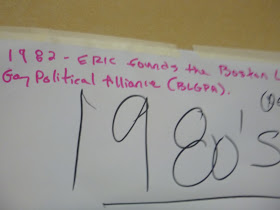 1982 - ERIC founds the Boston L
Gay Political Alliance (BLGPA).
1980's